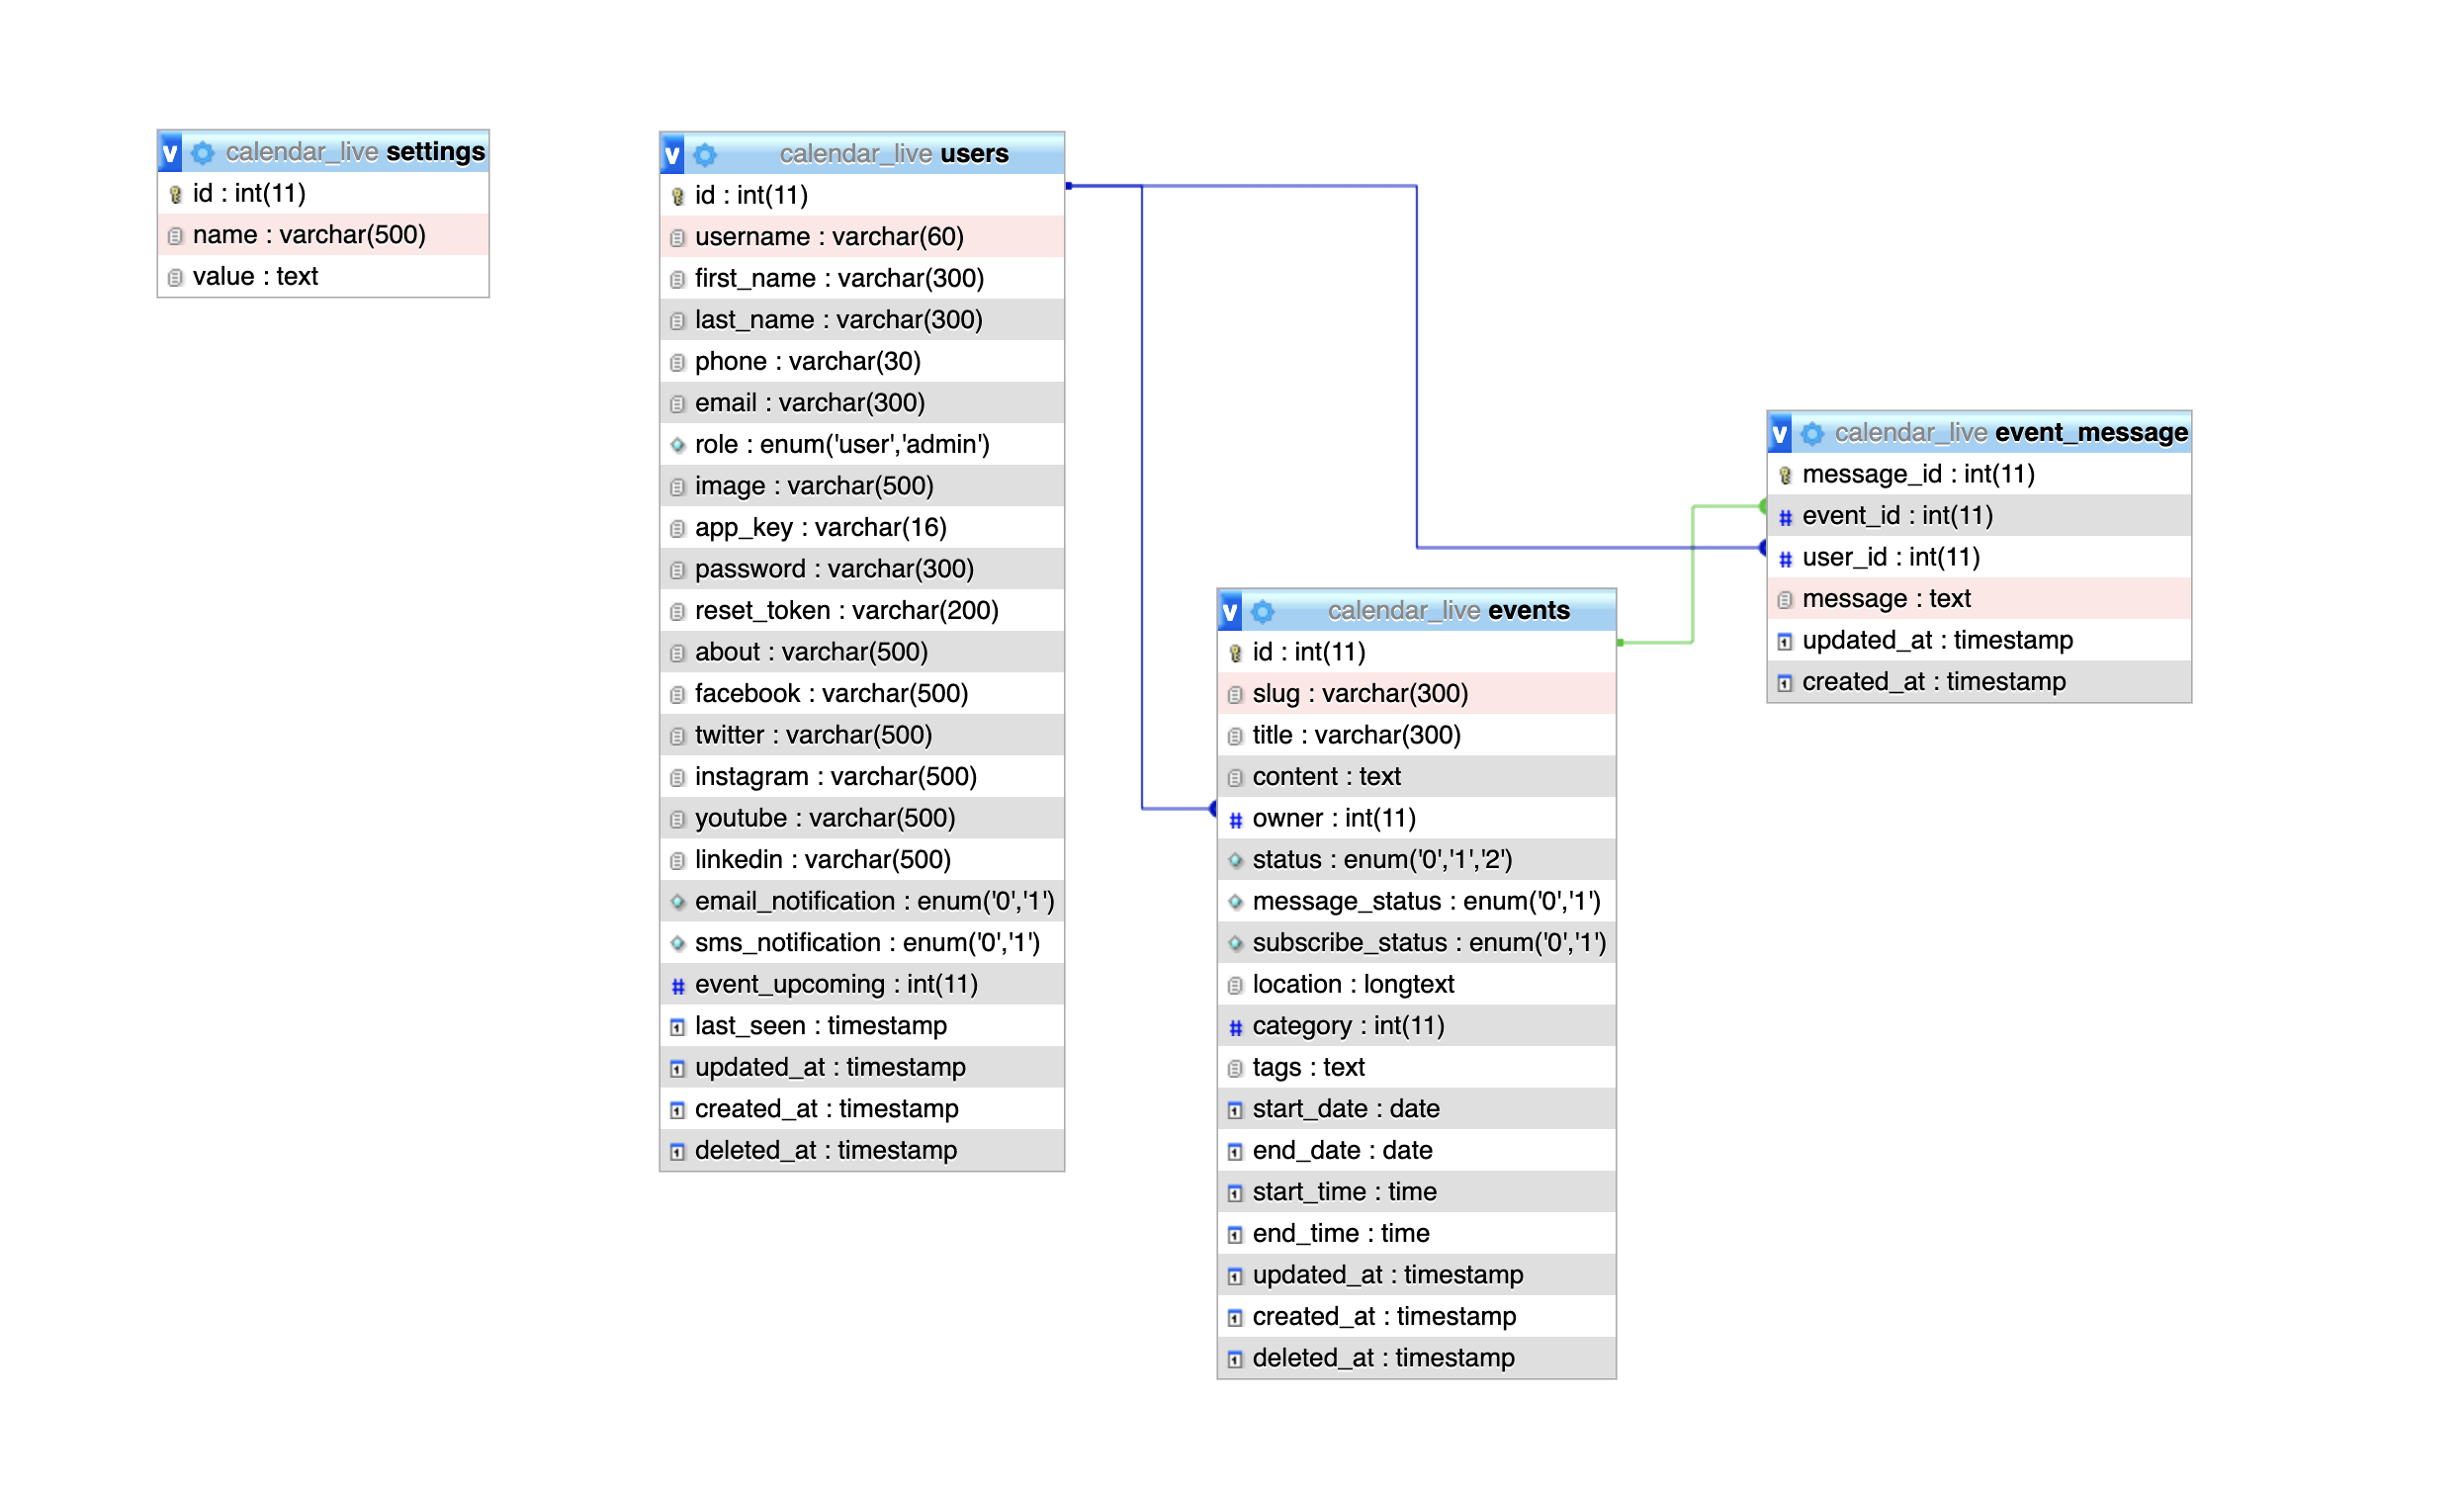 v calendar_live settings
id : int(11)
name : varchar(500)
value : text
v calendar_live users
id : int(11)
username : varchar(60)
first_name : varchar(300)
last_name : varchar(300)
phone : varchar(30)
email : varchar(300)
role : enum('user','admin')
image : varchar(500)
app_key : varchar(16)
password : varchar(300)
reset_token : varchar(200)
about : varchar(500)
facebook : varchar(500)
twitter : varchar(500)
instagram : varchar(500)
youtube : varchar(500)
linkedin : varchar(500)
email_notification : enum('0','1')
sms_notification : enum('0','1')
# event_upcoming : int(11)
last_seen : timestamp
updated_at : timestamp
created_at : timestamp
deleted_at : timestamp
v calendar_live events
id : int(11)
slug : varchar(300)
title : varchar(300)
content : text
# owner : int(11)
status : enum('0','1','2')
message_status : enum('0','1')
subscribe_status : enum('0','1')
location : longtext
# category : int(11)
tags : text
start_date : date
end_date : date
start_time : time
end_time : time
updated_at : timestamp
created_at : timestamp
deleted_at : timestamp
v calendar_live event_message
message_id : int(11)
# event_id : int(11)
# user_id : int(11)
message : text
updated_at : timestamp
created_at : timestamp